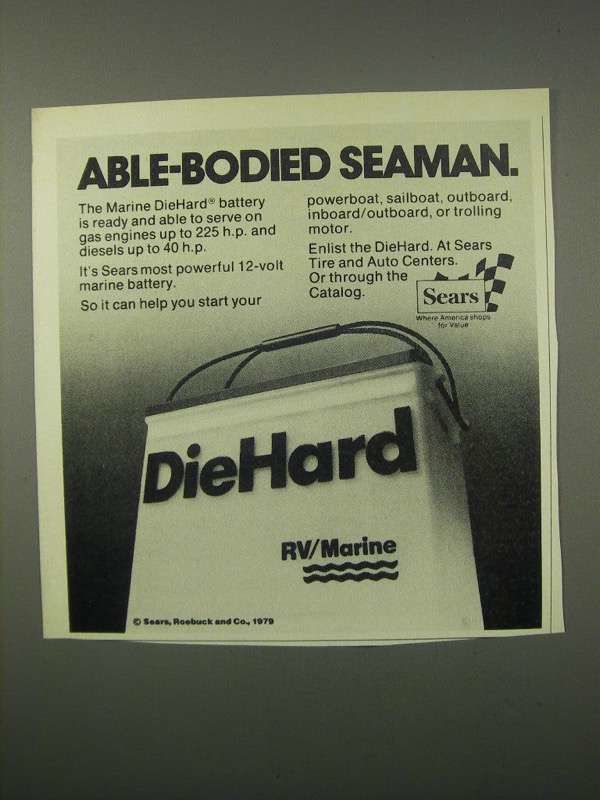 ABLE-BODIED SEAMAN.
The Marine DieHard® battery
is ready and able to serve on
gas engines up to 225 h.p. and
diesels up to 40 h.p.
It's Sears most powerful 12-volt
marine battery.
So it can help you start your
powerboat, sailboat, outboard,
inboard/outboard, or trolling
motor.
Enlist the DieHard. At Sears
Tire and Auto Centers.
Or through the
Catalog.
Sears
Where America shops
for Value
DieHard
RV/Marine
© Sears, Roebuck and Co., 1979